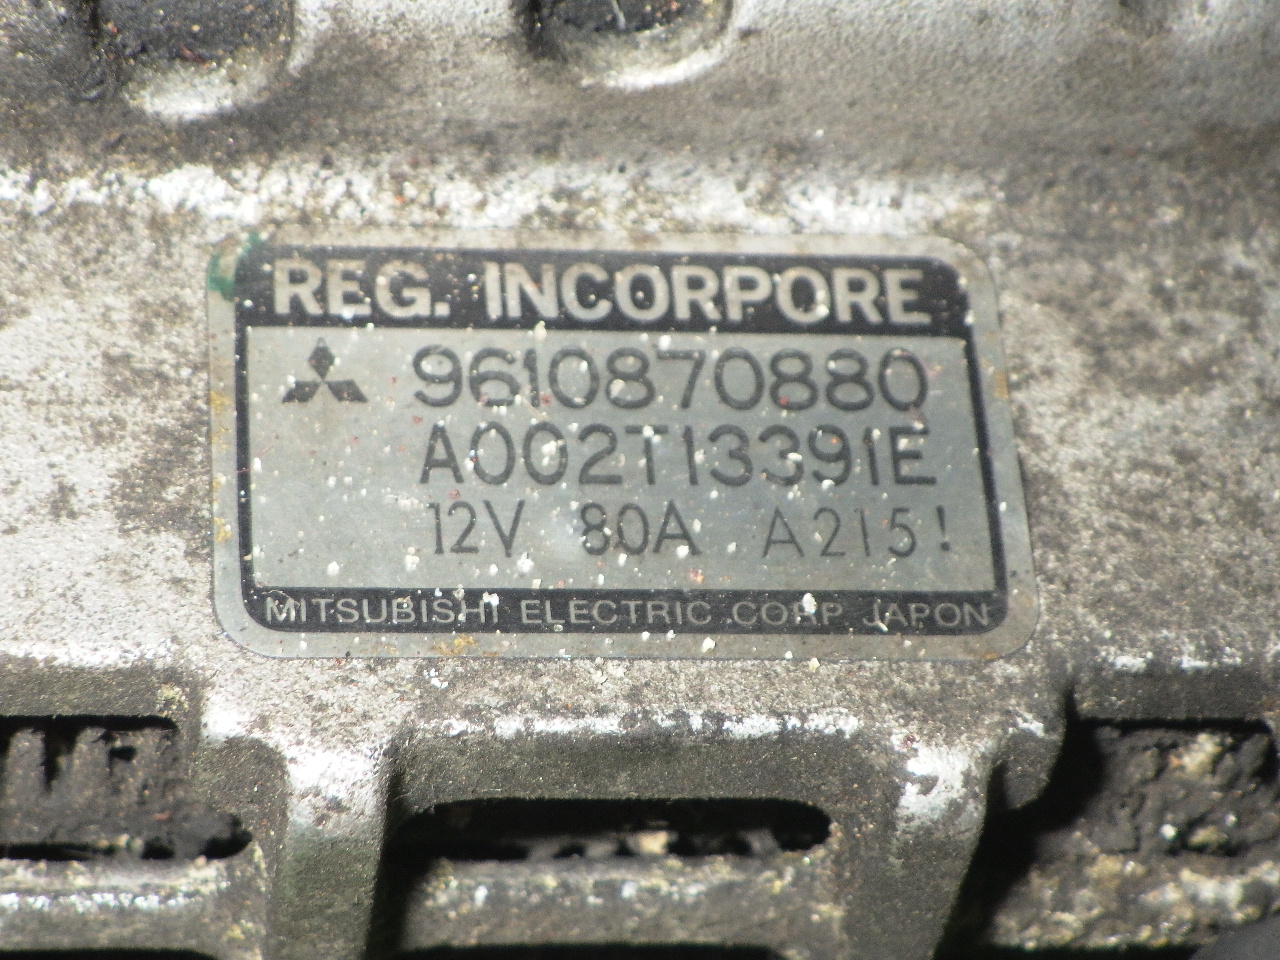 REG. INCORPORE
9610870880
A002T13391E
12V 80A A215!
MITSUBISHI ELECTRIC CORP. JAPON